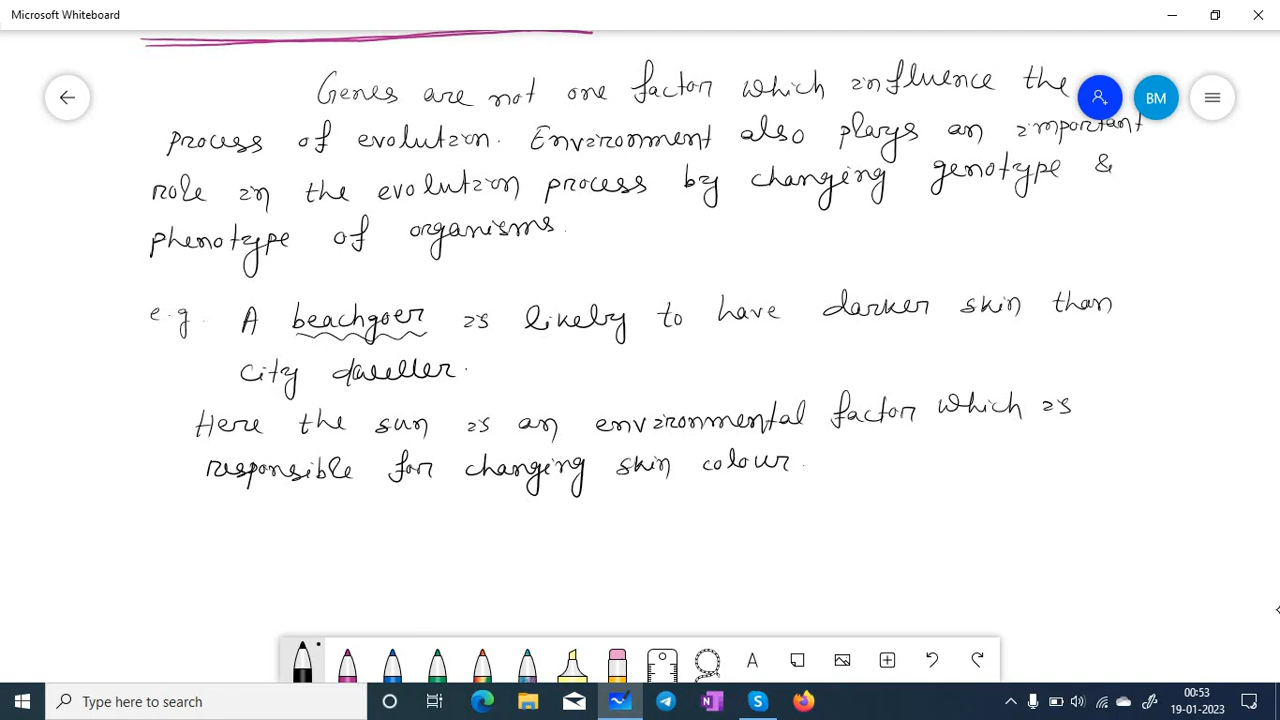 Microsoft Whiteboard
Genes are not one factor which influence the
BM
process of evolution. Environment also plays an important
role in the evolution process by changing genotype &
phenotype of organisms.
e.g. A beachgoer is likely to have darker skin than
city dweller.
Here the sun is an environmental factor which is
responsible for changing skin colour.
A
Type here to search
00:53
19-01-2023